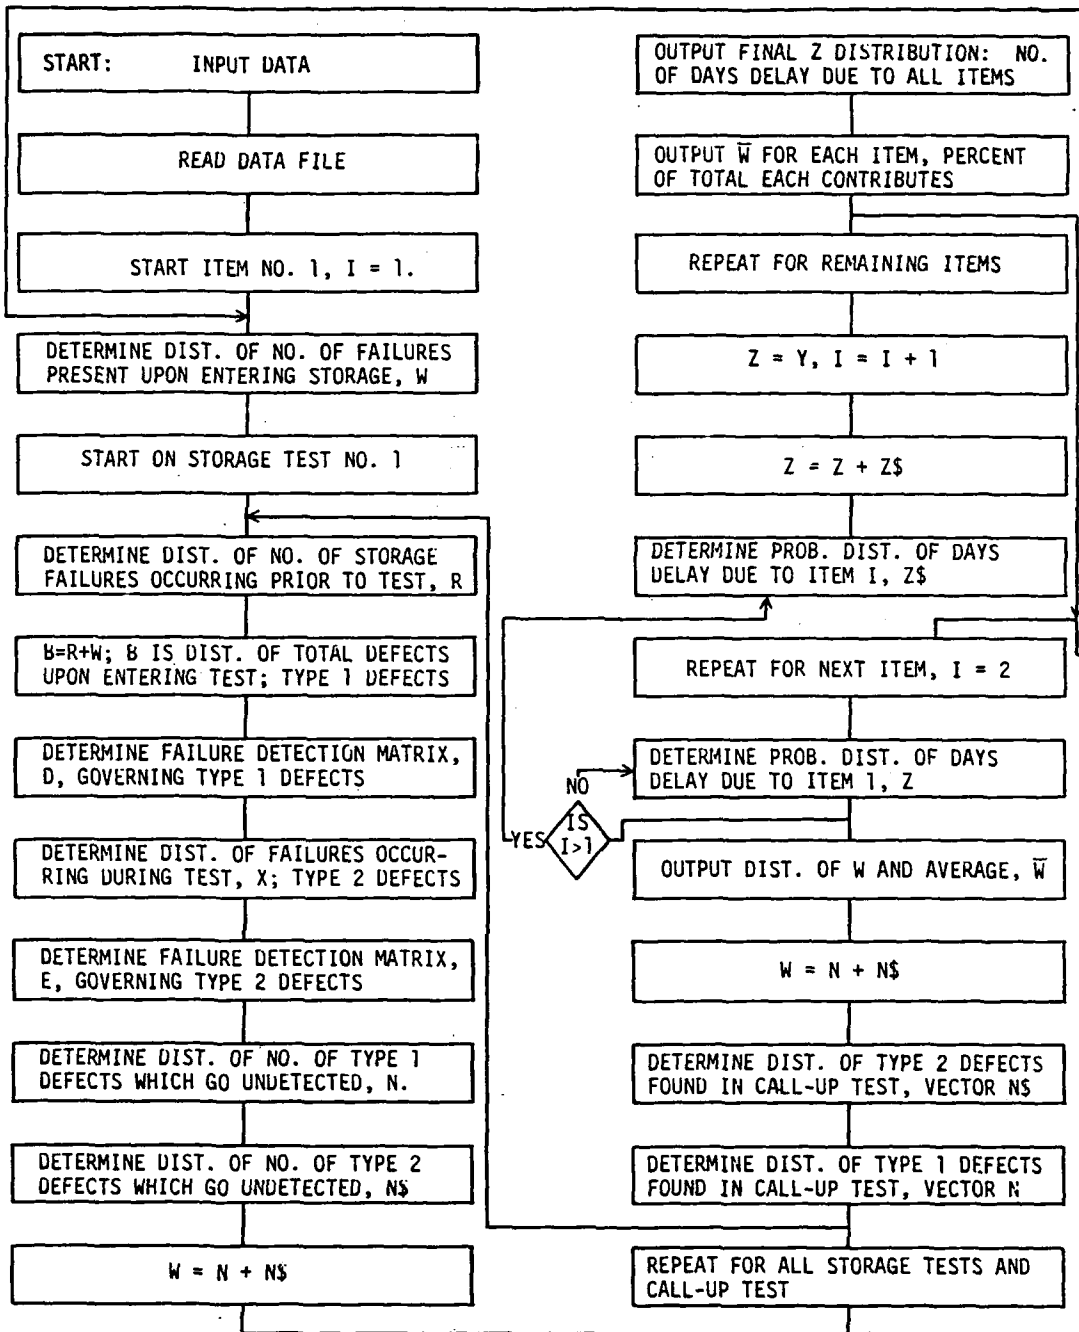 START: INPUT DATA
READ DATA FILE
START ITEM NO. 1, I = 1.
DETERMINE DIST. OF NO. OF FAILURES
PRESENT UPON ENTERING STORAGE, W
START ON STORAGE TEST NO. 1
DETERMINE DIST. OF NO. OF STORAGE
FAILURES OCCURRING PRIOR TO TEST, R
B=R+W; B IS DIST. OF TOTAL DEFECTS
UPON ENTERING TEST; TYPE 1 DEFECTS
DETERMINE FAILURE DETECTION MATRIX,
D, GOVERNING TYPE 1 DEFECTS
DETERMINE DIST. OF FAILURES OCCUR-
RING DURING TEST, X; TYPE 2 DEFECTS
DETERMINE FAILURE DETECTION MATRIX,
E, GOVERNING TYPE 2 DEFECTS
DETERMINE DIST. OF NO. OF TYPE 1
DEFECTS WHICH GO UNDETECTED, N.
DETERMINE DIST. OF NO. OF TYPE 2
DEFECTS WHICH GO UNDETECTED, N$
W = N + N$
OUTPUT FINAL Z DISTRIBUTION: NO.
OF DAYS DELAY DUE TO ALL ITEMS
OUTPUT W̅ FOR EACH ITEM, PERCENT
OF TOTAL EACH CONTRIBUTES
REPEAT FOR REMAINING ITEMS
Z = Y, I = I + 1
Z = Z + Z$
DETERMINE PROB. DIST. OF DAYS
DELAY DUE TO ITEM I, Z$
REPEAT FOR NEXT ITEM, I = 2
DETERMINE PROB. DIST. OF DAYS
DELAY DUE TO ITEM 1, Z
NO
YES
IS
I>1
OUTPUT DIST. OF W AND AVERAGE, W̅
W = N + N$
DETERMINE DIST. OF TYPE 2 DEFECTS
FOUND IN CALL-UP TEST, VECTOR N$
DETERMINE DIST. OF TYPE 1 DEFECTS
FOUND IN CALL-UP TEST, VECTOR N
REPEAT FOR ALL STORAGE TESTS AND
CALL-UP TEST